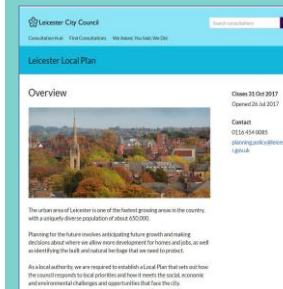 Leicester City Council
Search consultations
Consultation Hub Find Consultations We Asked, You Said, We Did
Leicester Local Plan
Overview
The urban area of Leicester is one of the fastest growing areas in the country,
with a uniquely diverse population of about 650,000.
Planning for the future involves anticipating future growth and making
decisions about where we allow more development for homes and jobs, as well
as identifying the built and natural heritage that we need to protect.
As a local authority, we are required to establish a Local Plan that sets out how
the council responds to local priorities and how it meets the social, economic
and environmental challenges and opportunities that face the city.
Closes 31 Oct 2017
Opened 26 Jul 2017
Contact
0116 454 0085
planning.policy@leice
r.gov.uk